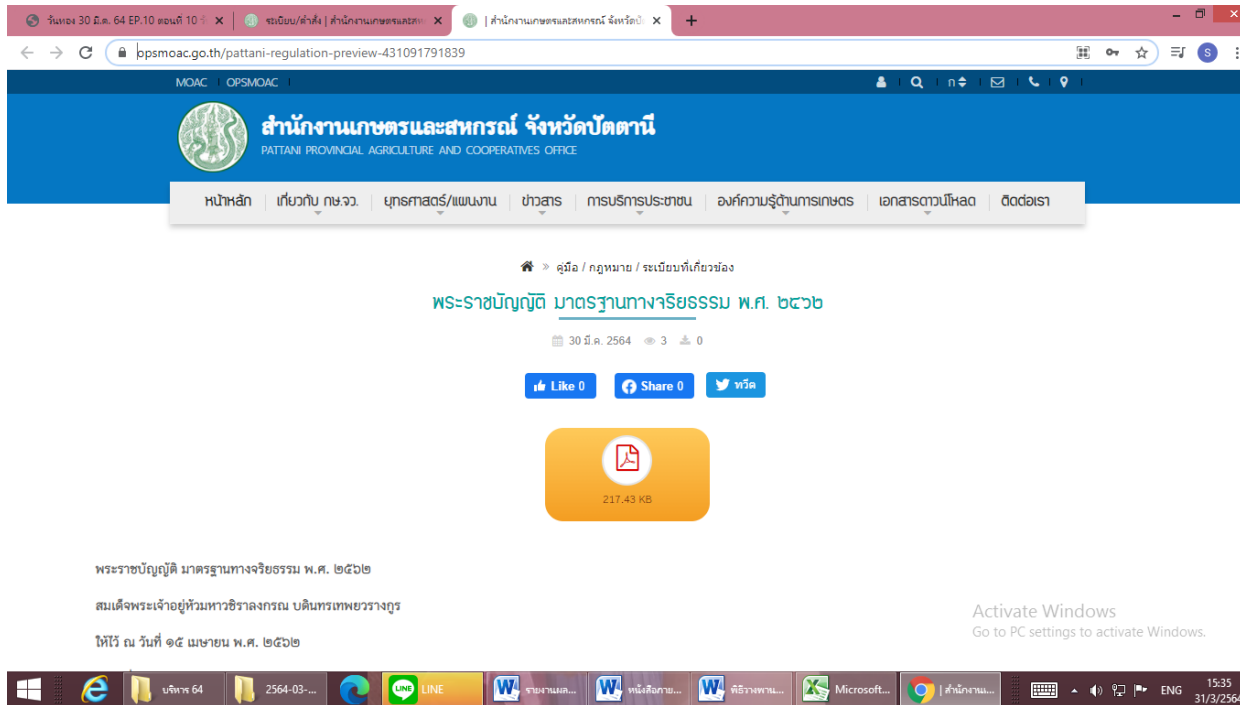 วันทอง 30 มี.ค. 64 EP.10 ตอนที่ 10
ระเบียบ/คำสั่ง | สำนักงานเกษตรและสห
| สำนักงานเกษตรและสหกรณ์ จังหวัดปั
opsmoac.go.th/pattani-regulation-preview-431091791839
S
MOAC OPSMOAC
ก
สำนักงานเกษตรและสหกรณ์ จังหวัดปัตตานี
PATTANI PROVINCIAL AGRICULTURE AND COOPERATIVES OFFICE
หน้าหลัก เกี่ยวกับ กษ.จว. ยุทธศาสตร์/แผนงาน ข่าวสาร การบริการประชาชน องค์ความรู้ด้านการเกษตร เอกสารดาวน์โหลด ติดต่อเรา
» คู่มือ / กฎหมาย / ระเบียบที่เกี่ยวข้อง
พระราชบัญญัติ มาตรฐานทางจริยธรรม พ.ศ. ๒๕๖๒
30 มี.ค. 2564 3 0
Like 0 Share 0 ทวีต
217.43 KB
พระราชบัญญัติ มาตรฐานทางจริยธรรม พ.ศ. ๒๕๖๒
สมเด็จพระเจ้าอยู่หัวมหาวชิราลงกรณ บดินทรเทพยวรางกูร
ให้ไว้ ณ วันที่ ๑๕ เมษายน พ.ศ. ๒๕๖๒
Activate Windows
Go to PC settings to activate Windows.
บริหาร 64 2564-03-... LINE LINE รายงานผล... หนังสือภาย... พิธีวางพาน... Microsoft... | สำนักงาน... ENG 15:35
31/3/2564